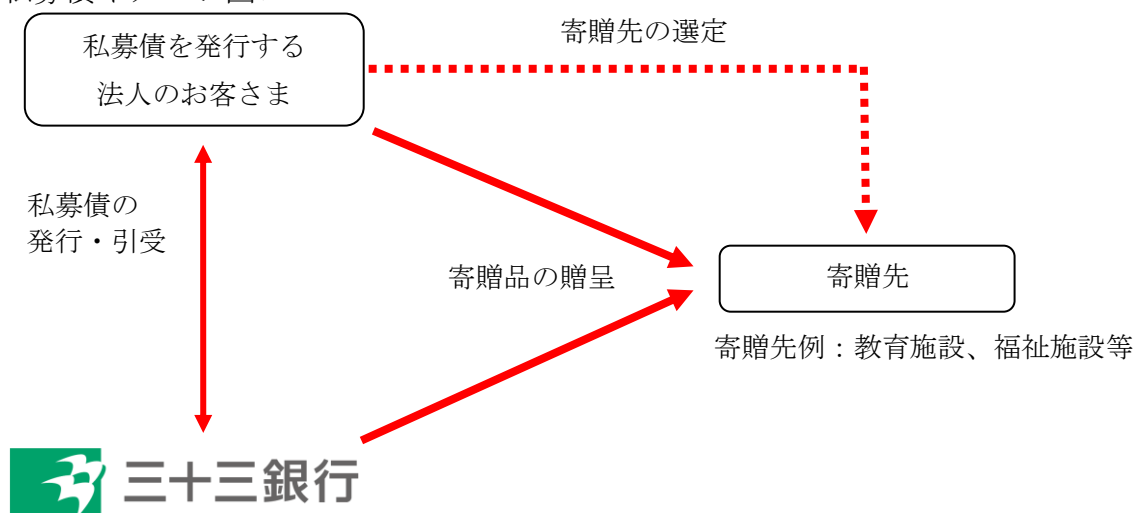 私募債を発行する
法人のお客さま
寄贈先の選定
私募債の
発行・引受
寄贈品の贈呈
寄贈先
寄贈先例：教育施設、福祉施設等
三十三銀行